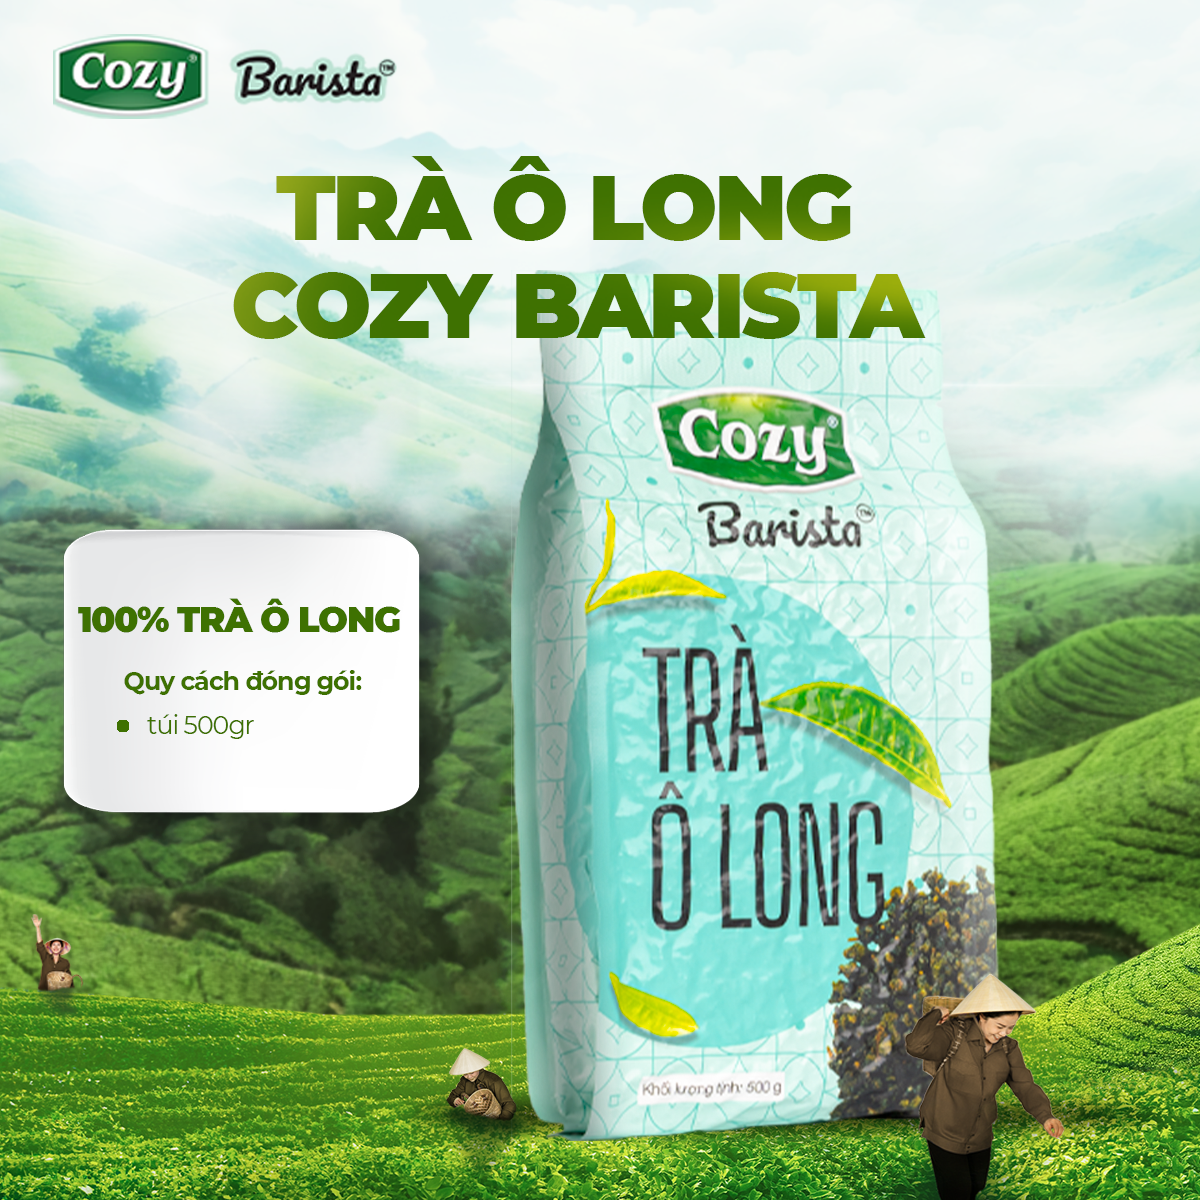 Cozy® Barista™
TRÀ Ô LONG
COZY BARISTA
Cozy®
Barista™
100% TRÀ Ô LONG
Quy cách đóng gói:
• túi 500gr
TRÀ
Ô LONG
Khối lượng tịnh: 500 g